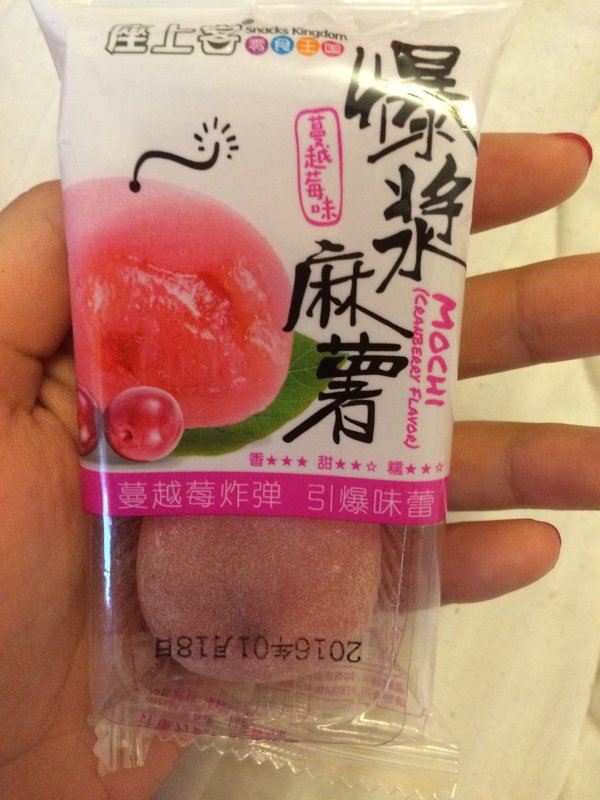 座上客
Snacks Kingdom
零食王国
爆浆麻薯
蔓越莓味
MOCHI
(CRANBERRY FLAVOR)
香★★★ 甜★★☆ 糯★★☆
蔓越莓炸弹 引爆味蕾
2016年01月18日